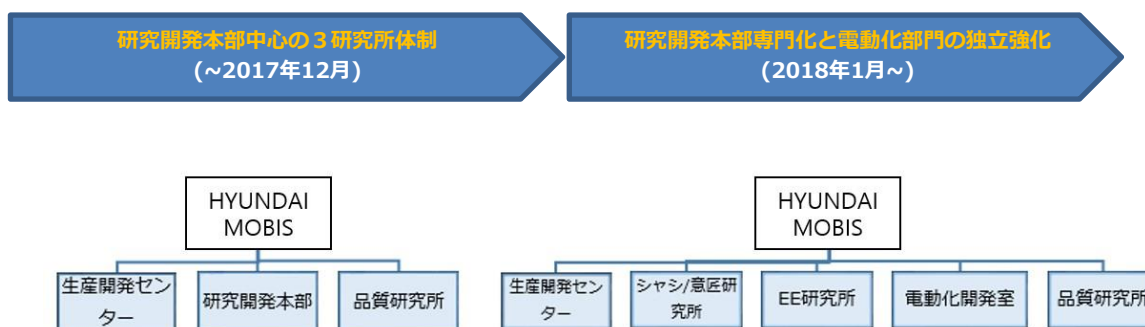 研究開発本部中心の３研究所体制
(~2017年12月)
研究開発本部専門化と電動化部門の独立強化
(2018年1月~)
HYUNDAI
MOBIS
生産開発セン
ター
研究開発本部
品質研究所
HYUNDAI
MOBIS
生産開発セン
ター
シャシ/意匠研
究所
EE研究所
電動化開発室
品質研究所